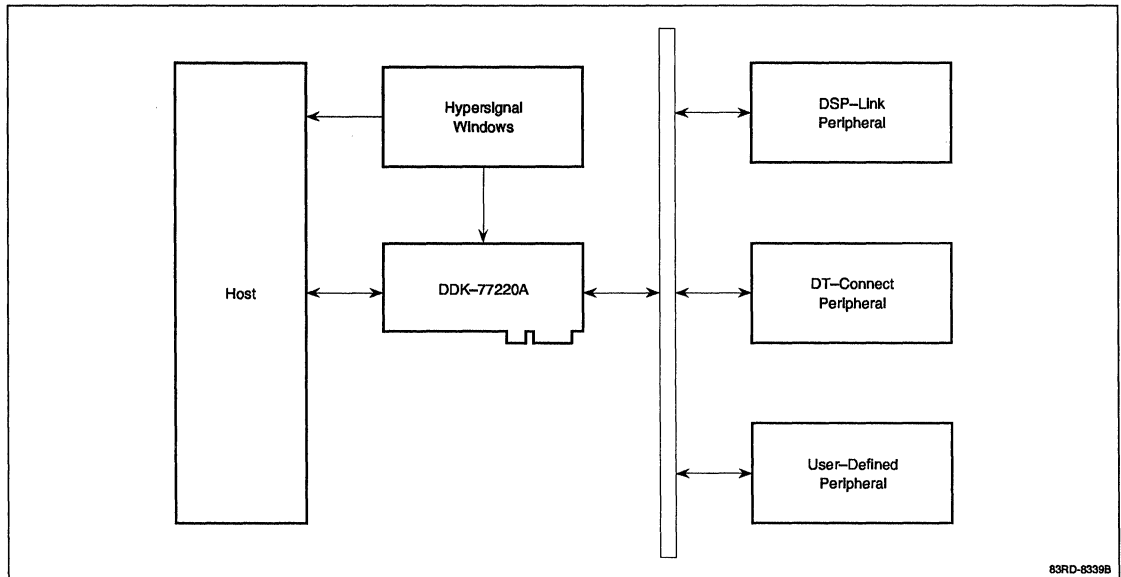 Host
Hypersignal
Windows
DDK–77220A
DSP–Link
Peripheral
DT–Connect
Peripheral
User–Defined
Peripheral
83RD-8339B